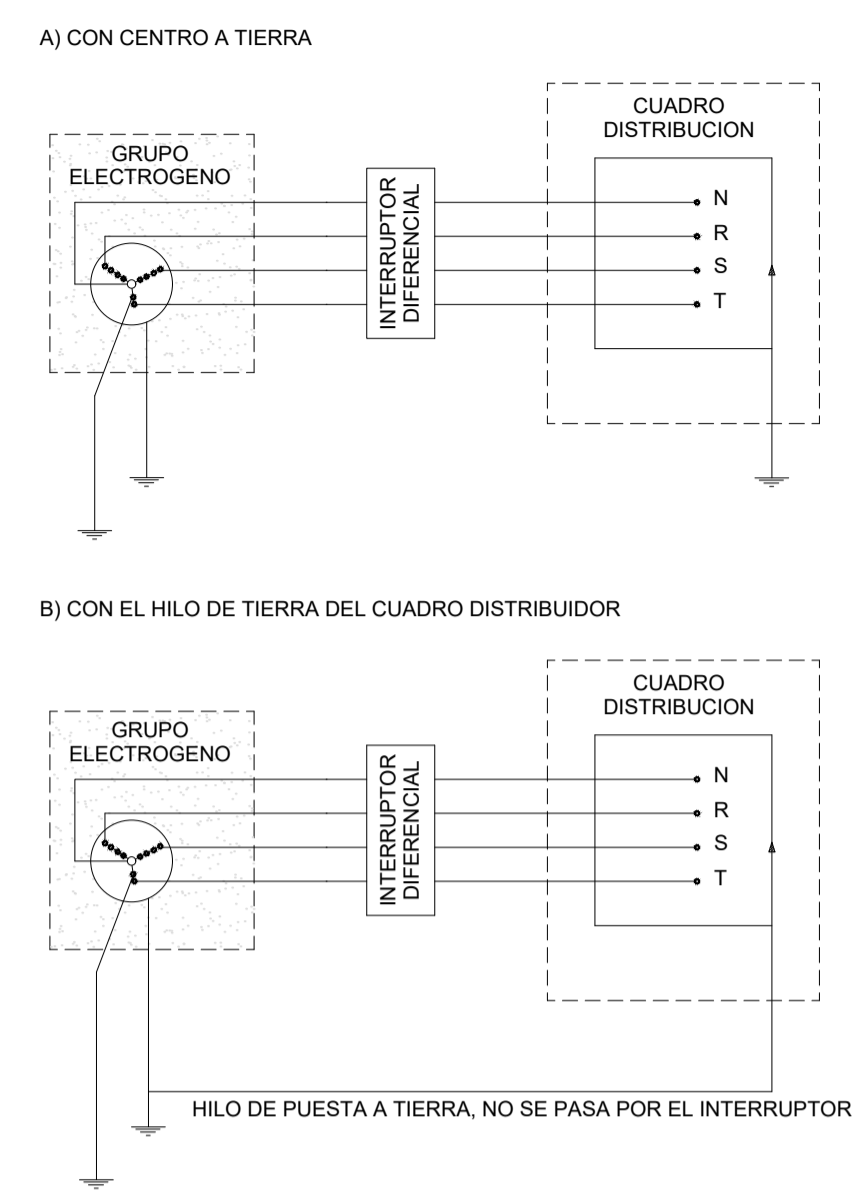 A) CON CENTRO A TIERRA
CUADRO
DISTRIBUCION
GRUPO
ELECTROGENO
INTERRUPTOR
DIFERENCIAL
N
R
S
T
B) CON EL HILO DE TIERRA DEL CUADRO DISTRIBUIDOR
CUADRO
DISTRIBUCION
GRUPO
ELECTROGENO
INTERRUPTOR
DIFERENCIAL
N
R
S
T
HILO DE PUESTA A TIERRA, NO SE PASA POR EL INTERRUPTOR